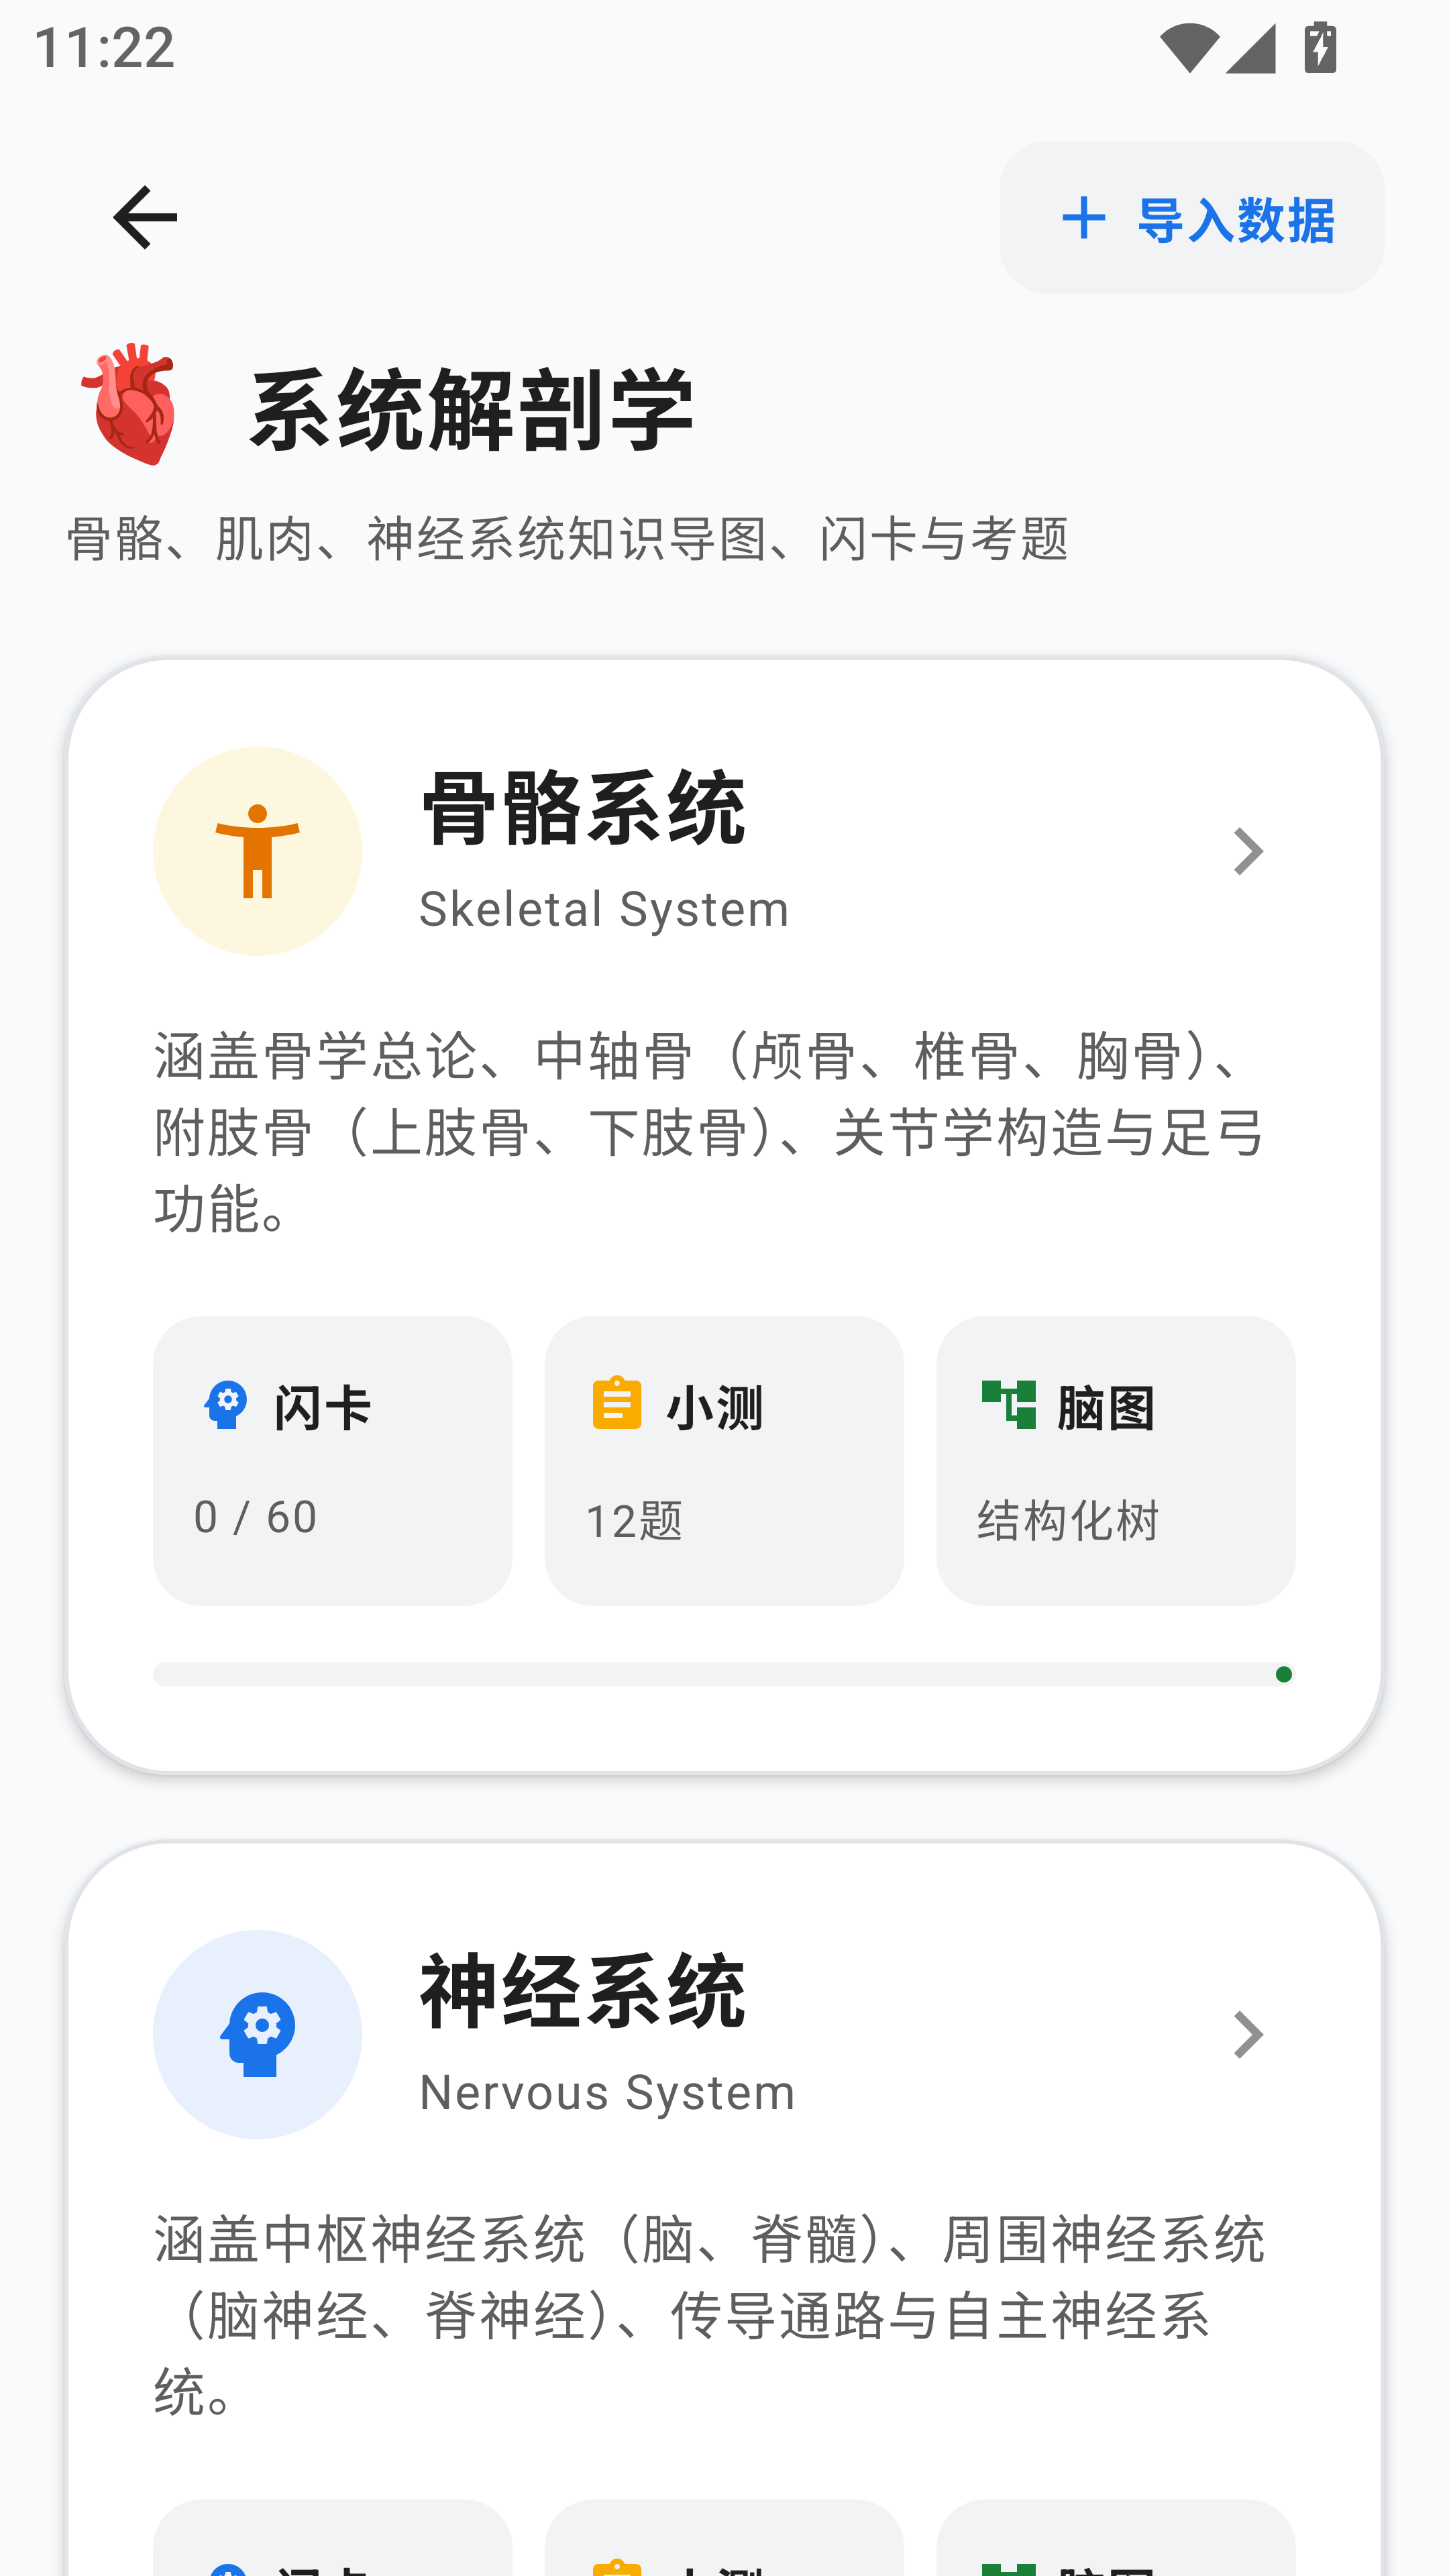 11:22
导入数据
系统解剖学
骨骼、肌肉、神经系统知识导图、闪卡与考题
骨骼系统
Skeletal System
涵盖骨学总论、中轴骨（颅骨、椎骨、胸骨）、
附肢骨（上肢骨、下肢骨）、关节学构造与足弓
功能。
闪卡
小测
脑图
0 / 60
12题
结构化树
神经系统
Nervous System
涵盖中枢神经系统（脑、脊髓）、周围神经系统
（脑神经、脊神经）、传导通路与自主神经系
统。
闪卡
小测
脑图